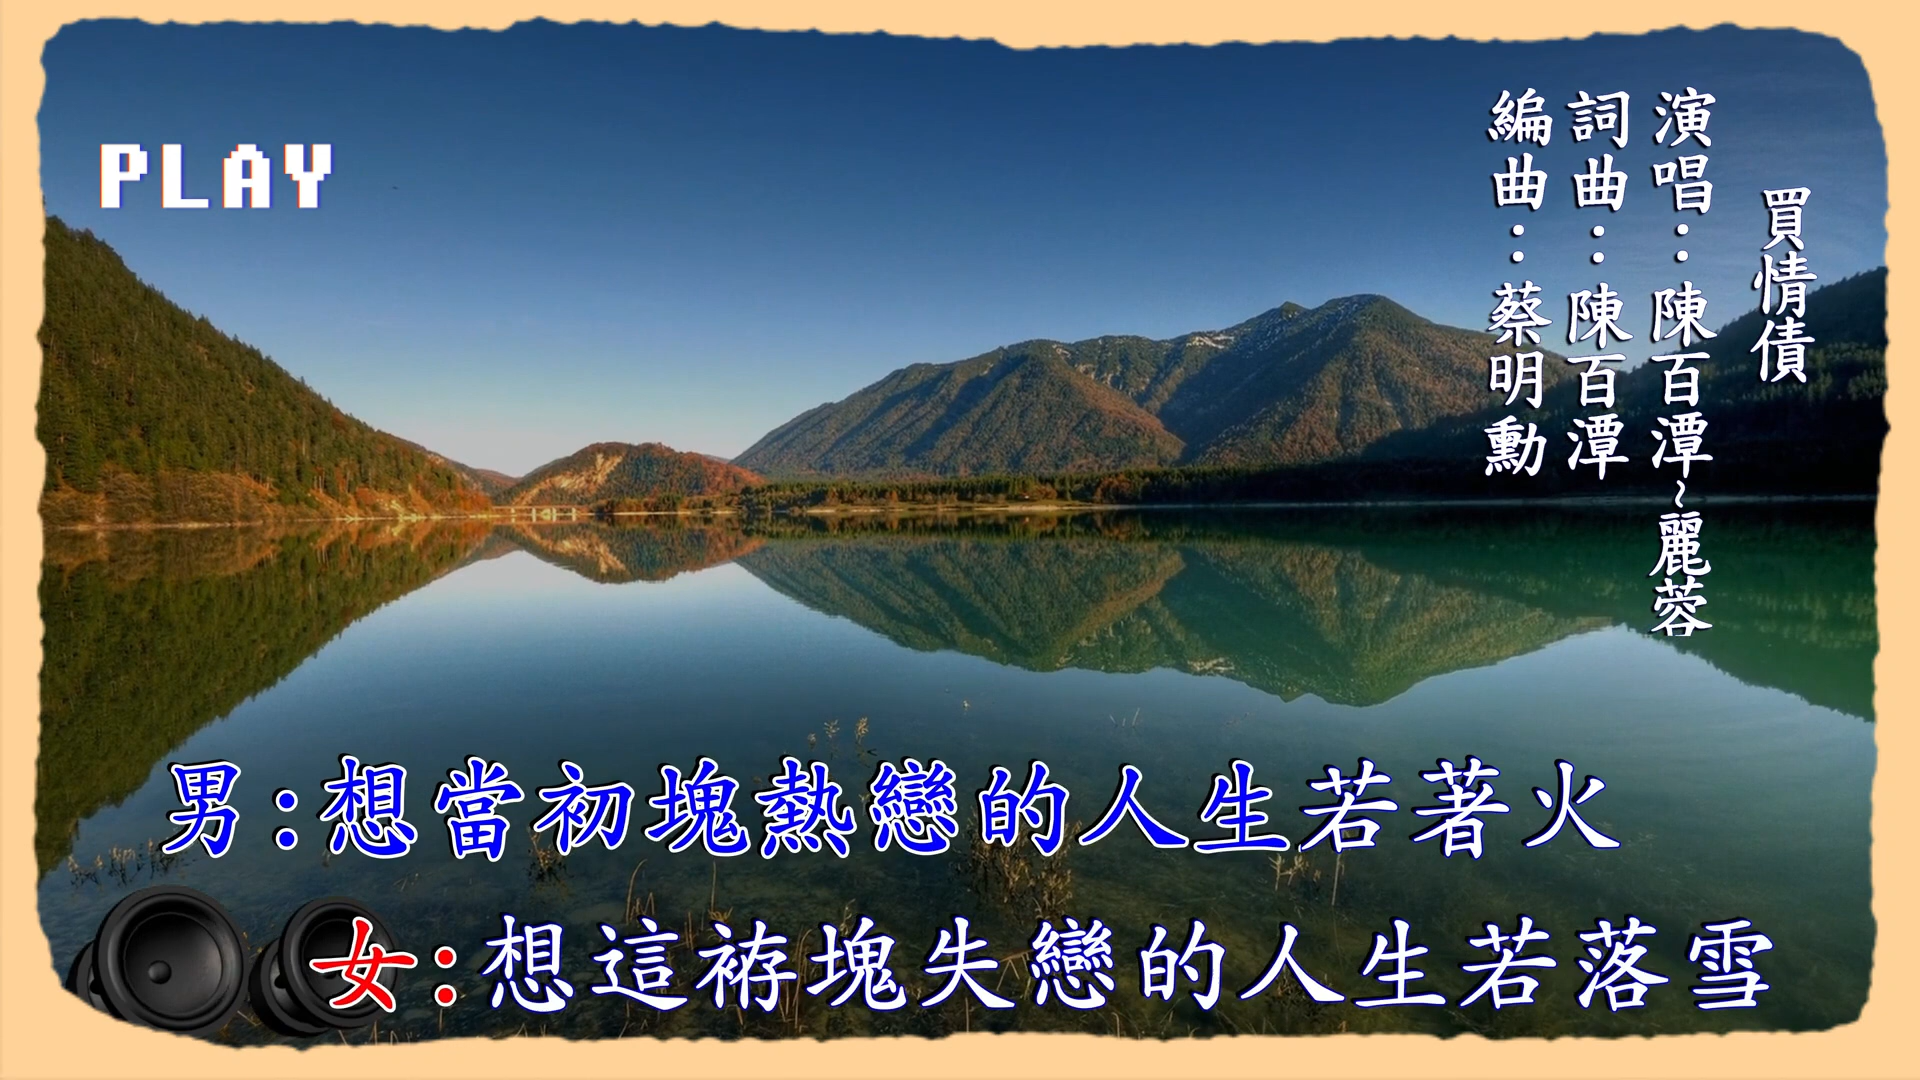 PLAY
買情債
演唱：陳百潭~麗蓉
詞曲：陳百潭
編曲：蔡明勳
男:想當初塊熱戀的人生若著火
女:想這袸塊失戀的人生若落雪